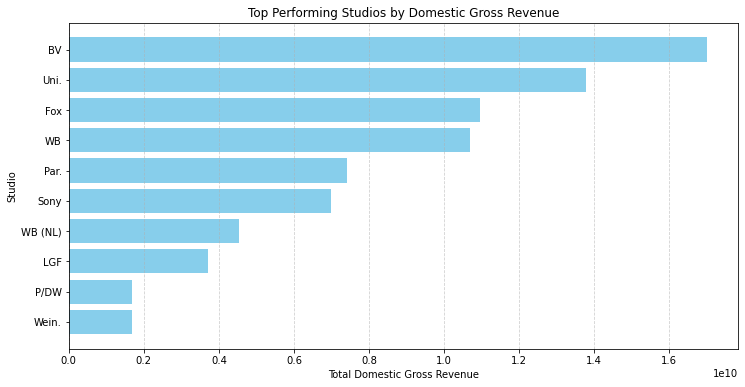 Top Performing Studios by Domestic Gross Revenue
Studio
BV
Uni.
Fox
WB
Par.
Sony
WB (NL)
LGF
P/DW
Wein.
0.0 0.2 0.4 0.6 0.8 1.0 1.2 1.4 1.6
1e10
Total Domestic Gross Revenue